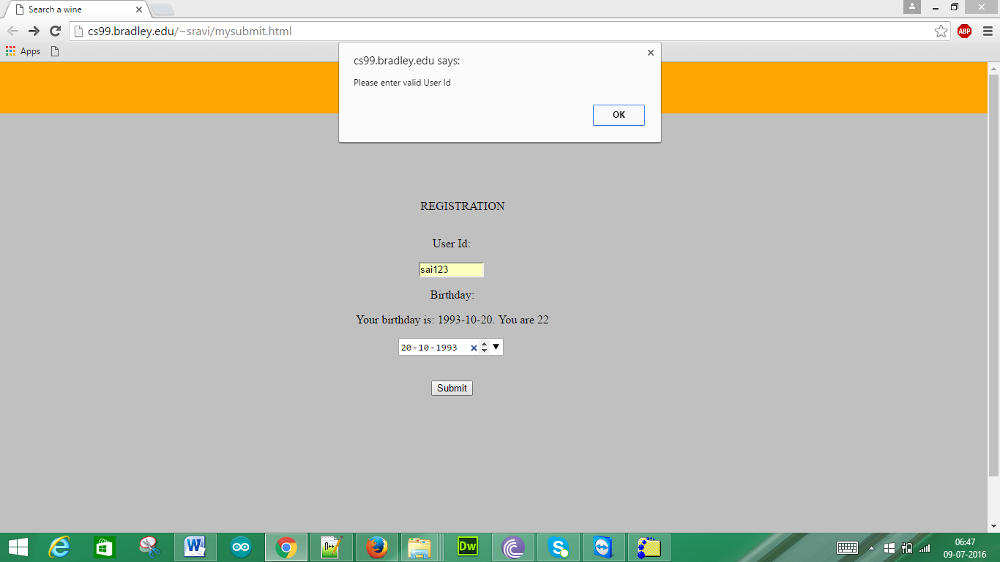 Search a wine
cs99.bradley.edu/~sravi/mysubmit.html
ABP
Apps
cs99.bradley.edu says:
Please enter valid User Id
OK
REGISTRATION
User Id:
sai123
Birthday:
Your birthday is: 1993-10-20. You are 22
20-10-1993
Submit
W
n++
Dw
S
06:47
09-07-2016